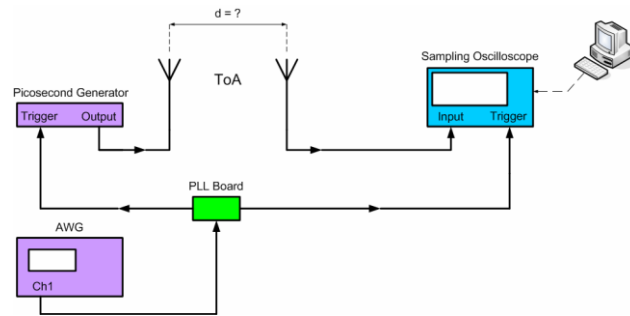 d = ?
Sampling Oscilloscope
ToA
Picosecond Generator
Trigger Output
Input Trigger
PLL Board
AWG
Ch1